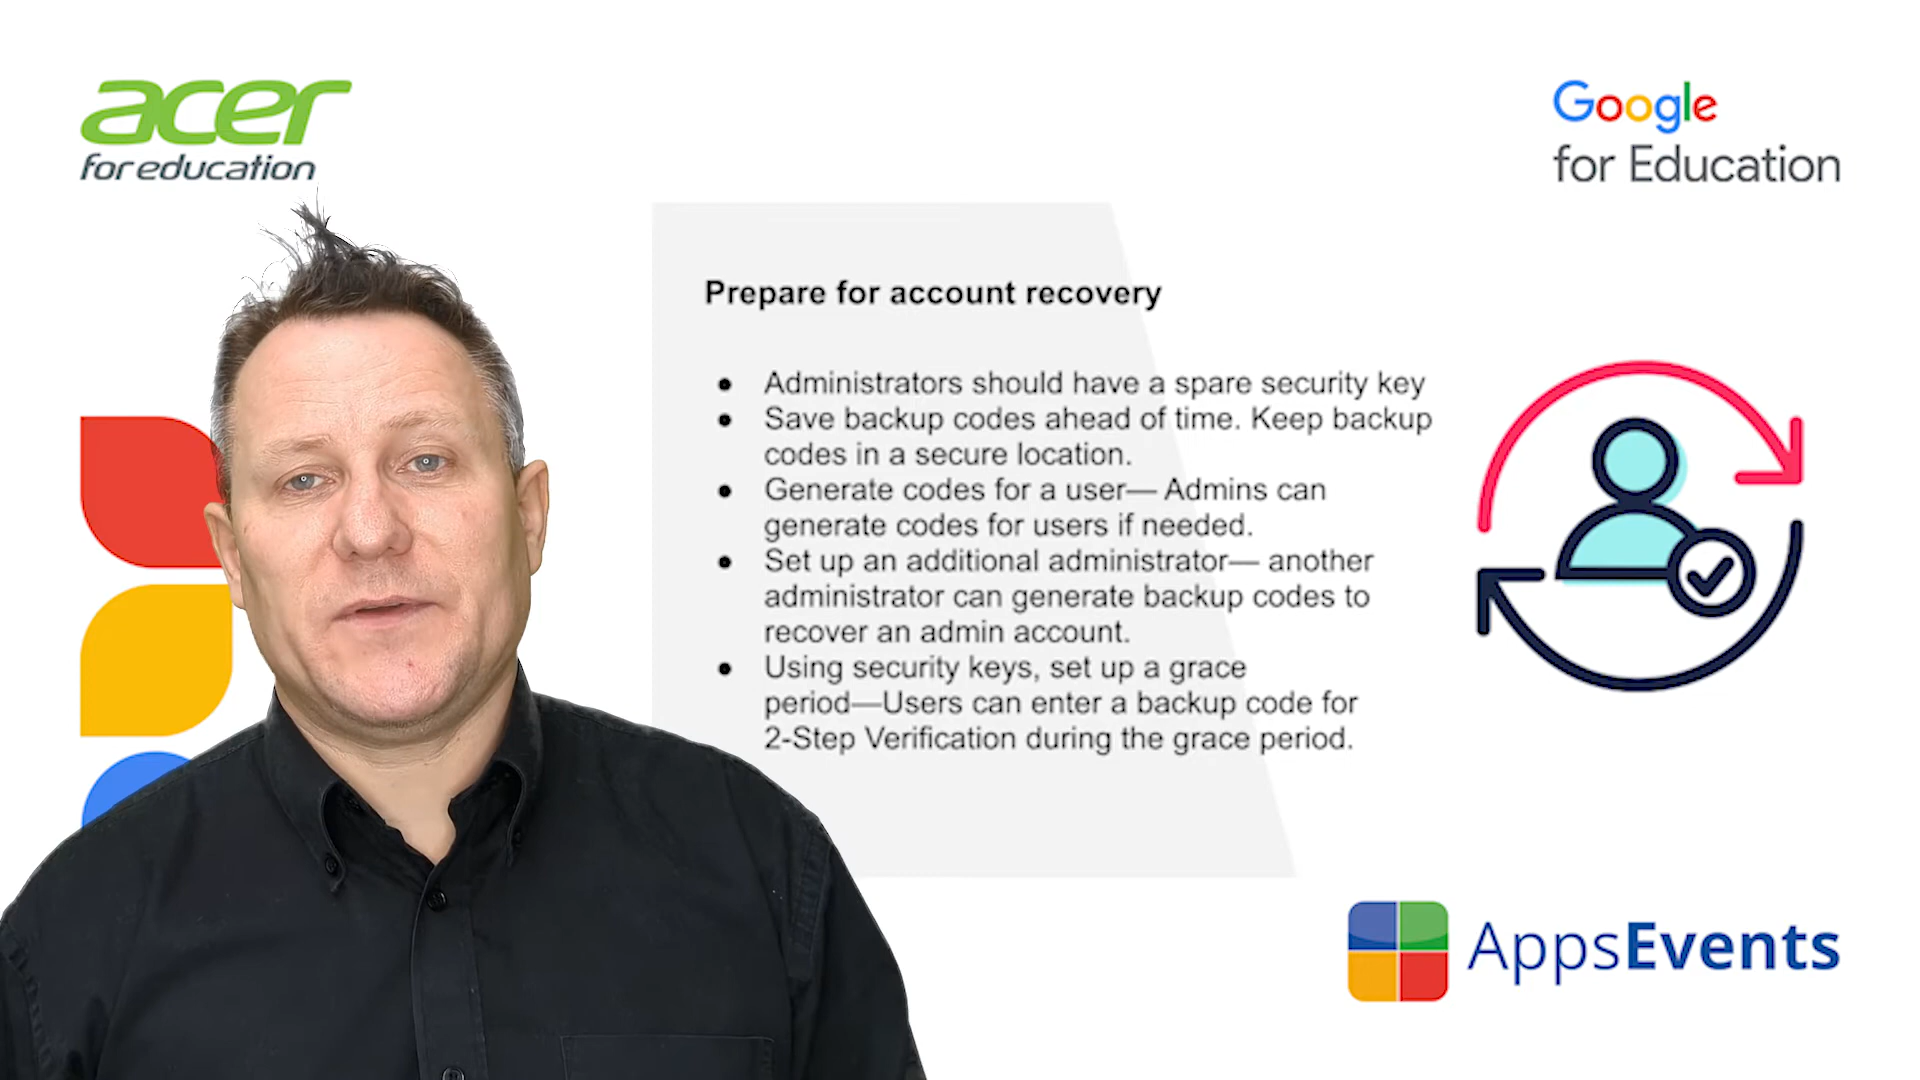 acer
for education
Google
for Education
Prepare for account recovery
● Administrators should have a spare security key
● Save backup codes ahead of time. Keep backup
codes in a secure location.
● Generate codes for a user— Admins can
generate codes for users if needed.
● Set up an additional administrator— another
administrator can generate backup codes to
recover an admin account.
● Using security keys, set up a grace
period—Users can enter a backup code for
2-Step Verification during the grace period.
AppsEvents